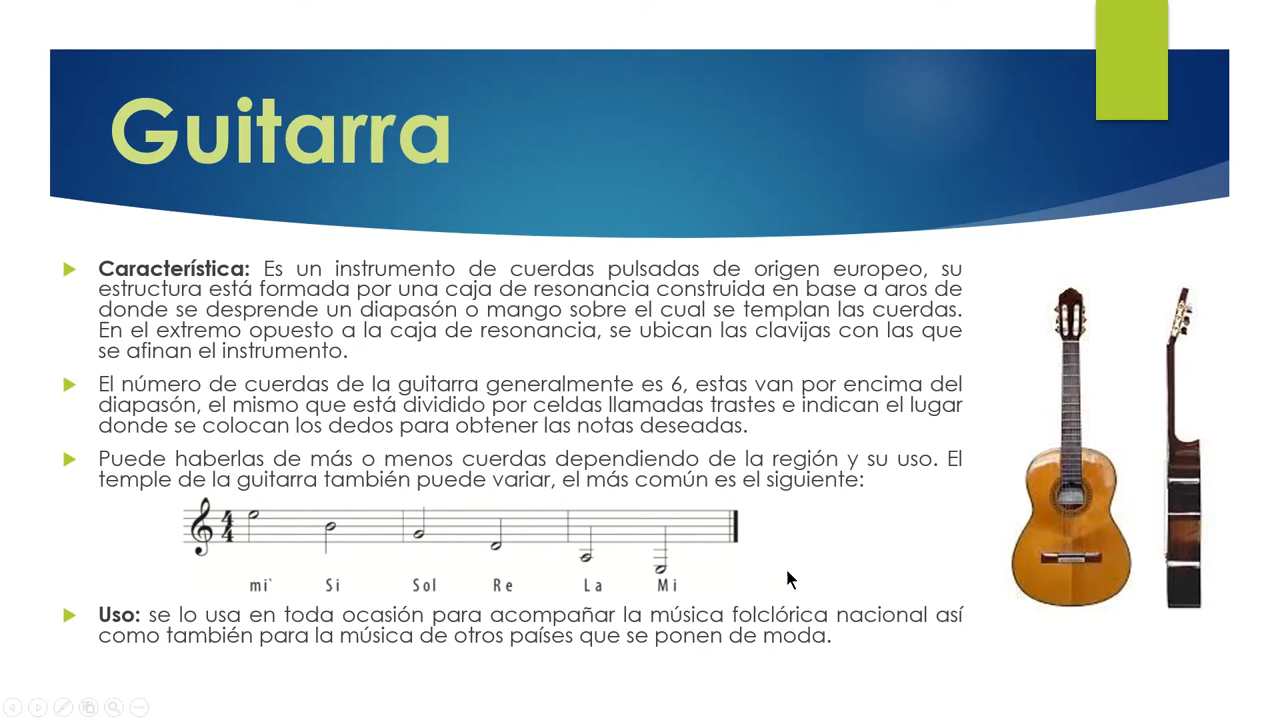 Guitarra
Característica: Es un instrumento de cuerdas pulsadas de origen europeo, su
estructura está formada por una caja de resonancia construida en base a aros de
donde se desprende un diapasón o mango sobre el cual se templan las cuerdas.
En el extremo opuesto a la caja de resonancia, se ubican las clavijas con las que
se afinan el instrumento.
El número de cuerdas de la guitarra generalmente es 6, estas van por encima del
diapasón, el mismo que está dividido por celdas llamadas trastes e indican el lugar
donde se colocan los dedos para obtener las notas deseadas.
Puede haberlas de más o menos cuerdas dependiendo de la región y su uso. El
temple de la guitarra también puede variar, el más común es el siguiente:
4 4
mi` Si Sol Re La Mi
Uso: se lo usa en toda ocasión para acompañar la música folclórica nacional así
como también para la música de otros países que se ponen de moda.